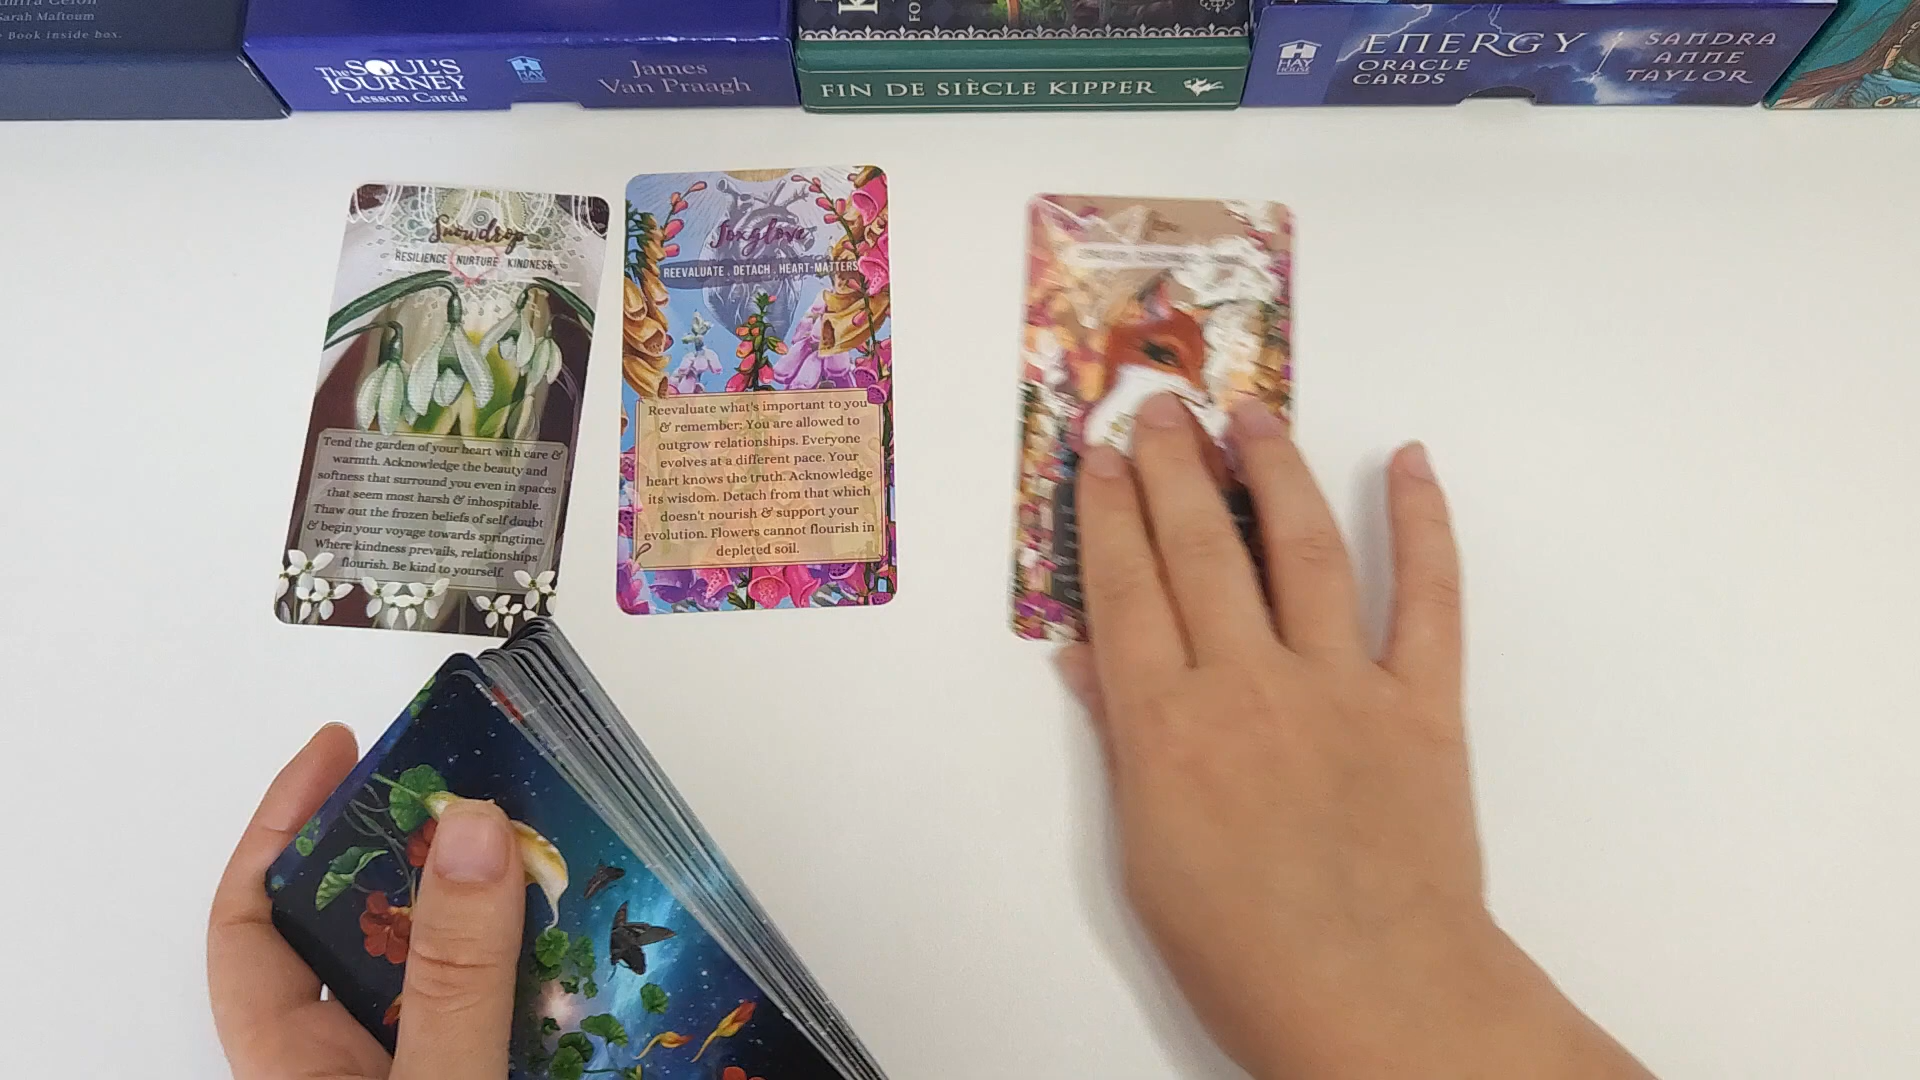 Sarah Maftoum
Book inside box.
The SOUL'S
JOURNEY
Lesson Cards
HAY
HOUSE
James
Van Praagh
FO
FIN DE SIÈCLE KIPPER
HAY
HOUSE
ENERGY
ORACLE
CARDS
SANDRA
ANNE
TAYLOR
Snowdrop
RESILIENCE NURTURE KINDNESS
Tend the garden of your heart with care &
warmth. Acknowledge the beauty and
softness that surround you even in spaces
that seem most harsh & inhospitable.
Thaw out the frozen beliefs of self doubt
& begin your voyage towards springtime.
Where kindness prevails, relationships
flourish. Be kind to yourself.
Foxglove
REEVALUATE . DETACH . HEART-MATTERS
Reevaluate what's important to you
& remember: You are allowed to
outgrow relationships. Everyone
evolves at a different pace. Your
heart knows the truth. Acknowledge
its wisdom. Detach from that which
doesn't nourish & support your
evolution. Flowers cannot flourish in
depleted soil.